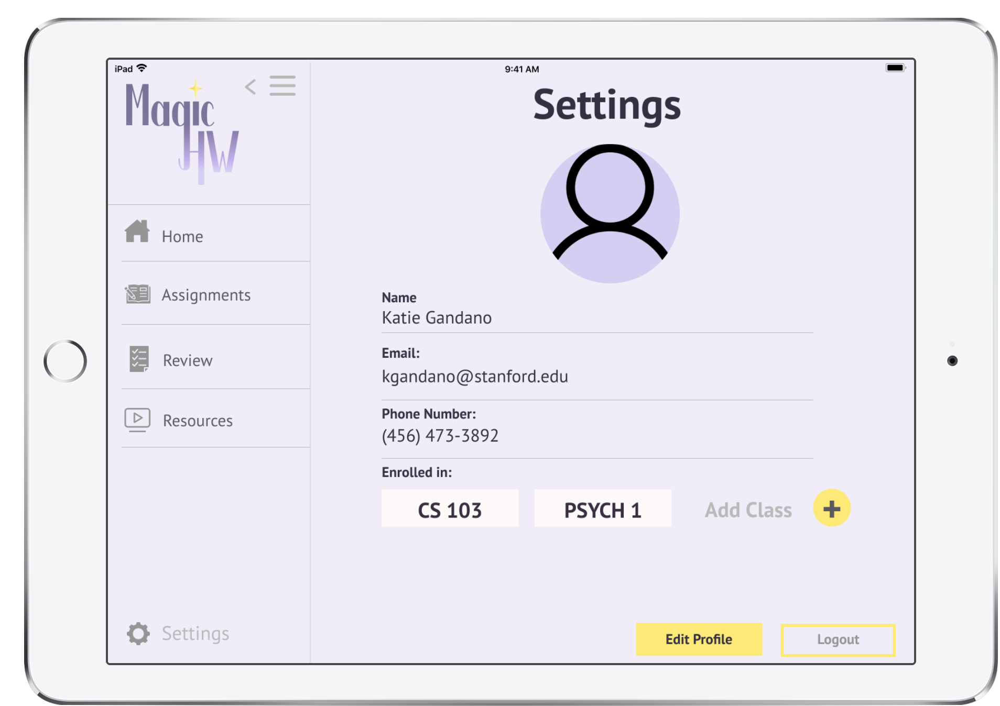 iPad
9:41 AM
Magic
HW
Settings
Home
Assignments
Review
Resources
Settings
Name
Katie Gandano
Email:
kgandano@stanford.edu
Phone Number:
(456) 473-3892
Enrolled in:
CS 103
PSYCH 1
Add Class
Edit Profile
Logout